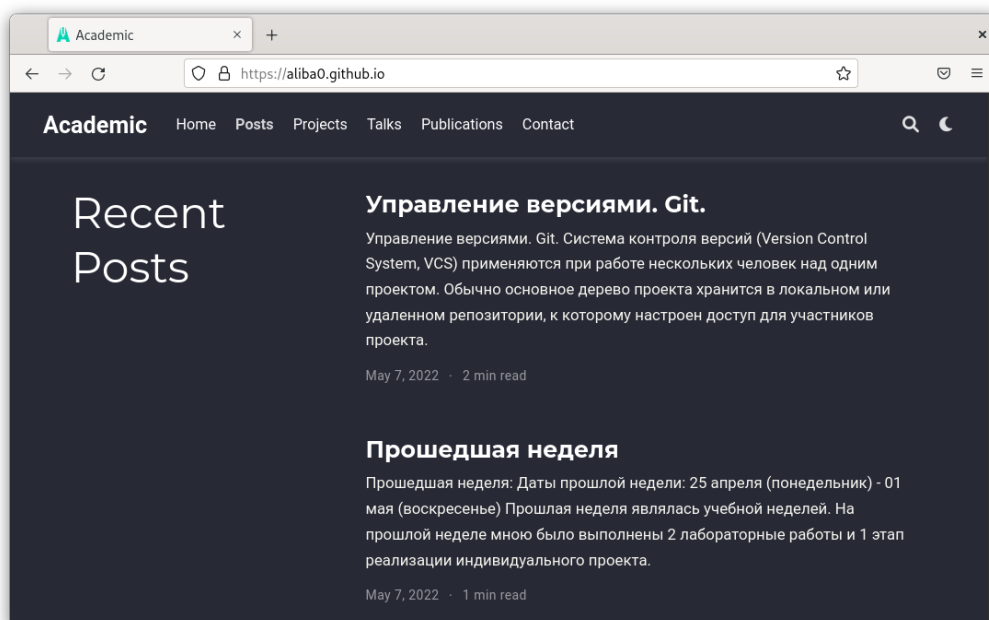 Academic
https://aliba0.github.io
Academic Home Posts Projects Talks Publications Contact
Recent
Posts
Управление версиями. Git.
Управление версиями. Git. Система контроля версий (Version Control
System, VCS) применяются при работе нескольких человек над одним
проектом. Обычно основное дерево проекта хранится в локальном или
удаленном репозитории, к которому настроен доступ для участников
проекта.
May 7, 2022 · 2 min read
Прошедшая неделя
Прошедшая неделя: Даты прошлой недели: 25 апреля (понедельник) - 01
мая (воскресенье) Прошлая неделя являлась учебной неделей. На
прошлой неделе мною было выполнены 2 лабораторные работы и 1 этап
реализации индивидуального проекта.
May 7, 2022 · 1 min read